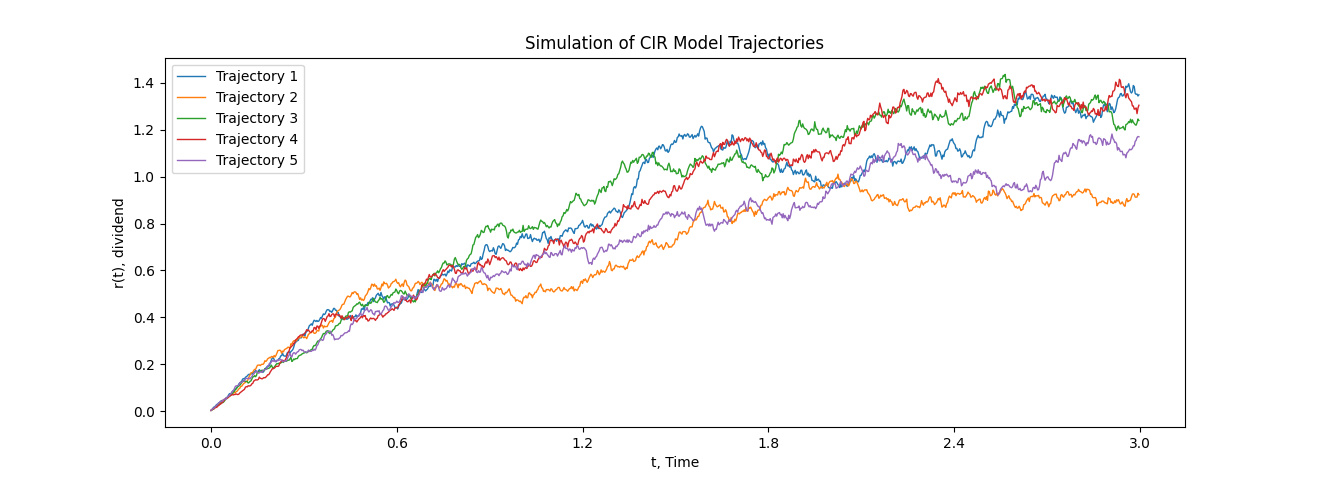 Simulation of CIR Model Trajectories
Trajectory 1
Trajectory 2
Trajectory 3
Trajectory 4
Trajectory 5
r(t), dividend
1.4
1.2
1.0
0.8
0.6
0.4
0.2
0.0
0.0 0.6 1.2 1.8 2.4 3.0
t, Time